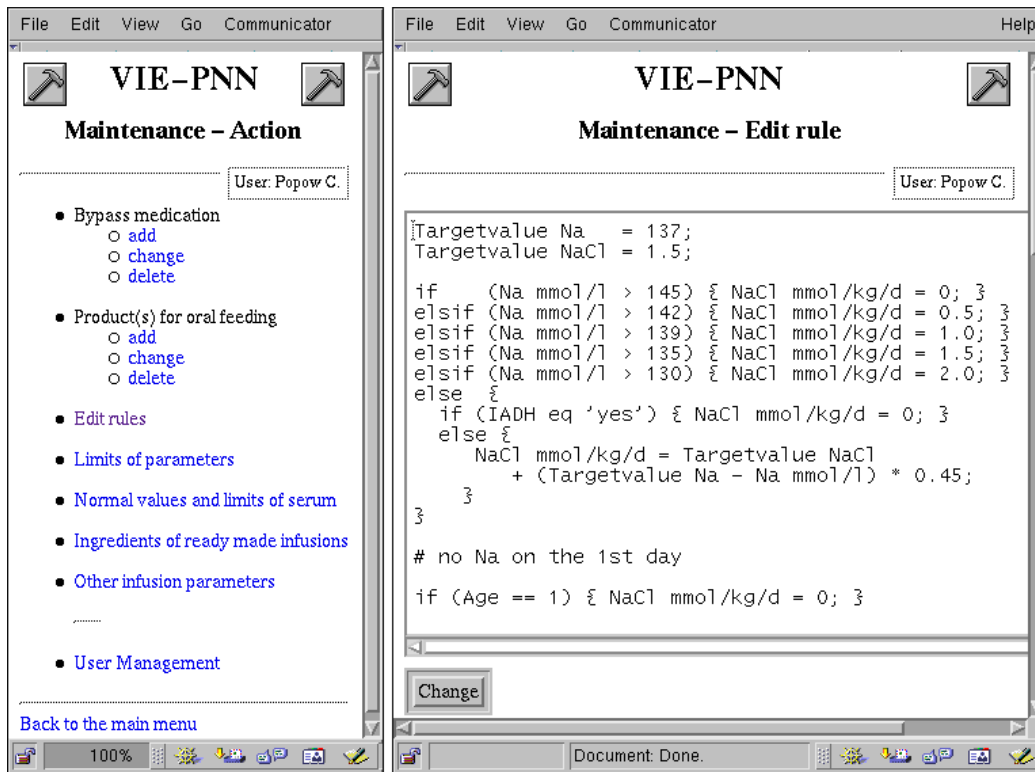 File Edit View Go Communicator
VIE-PNN
Maintenance – Action
User: Popow C.
Bypass medication
add
change
delete
Product(s) for oral feeding
add
change
delete
Edit rules
Limits of parameters
Normal values and limits of serum
Ingredients of ready made infusions
Other infusion parameters
User Management
Back to the main menu
100%
File Edit View Go Communicator Help
VIE-PNN
Maintenance – Edit rule
User: Popow C.
Targetvalue Na   = 137;
Targetvalue NaCl = 1.5;
if    (Na mmol/l > 145) { NaCl mmol/kg/d = 0; }
elsif (Na mmol/l > 142) { NaCl mmol/kg/d = 0.5; }
elsif (Na mmol/l > 139) { NaCl mmol/kg/d = 1.0; }
elsif (Na mmol/l > 135) { NaCl mmol/kg/d = 1.5; }
elsif (Na mmol/l > 130) { NaCl mmol/kg/d = 2.0; }
else  {
  if (IADH eq 'yes') { NaCl mmol/kg/d = 0; }
  else {
     NaCl mmol/kg/d = Targetvalue NaCl
        + (Targetvalue Na - Na mmol/l) * 0.45;
    }
}
# no Na on the 1st day
if (Age == 1) { NaCl mmol/kg/d = 0; }
Change
Document: Done.